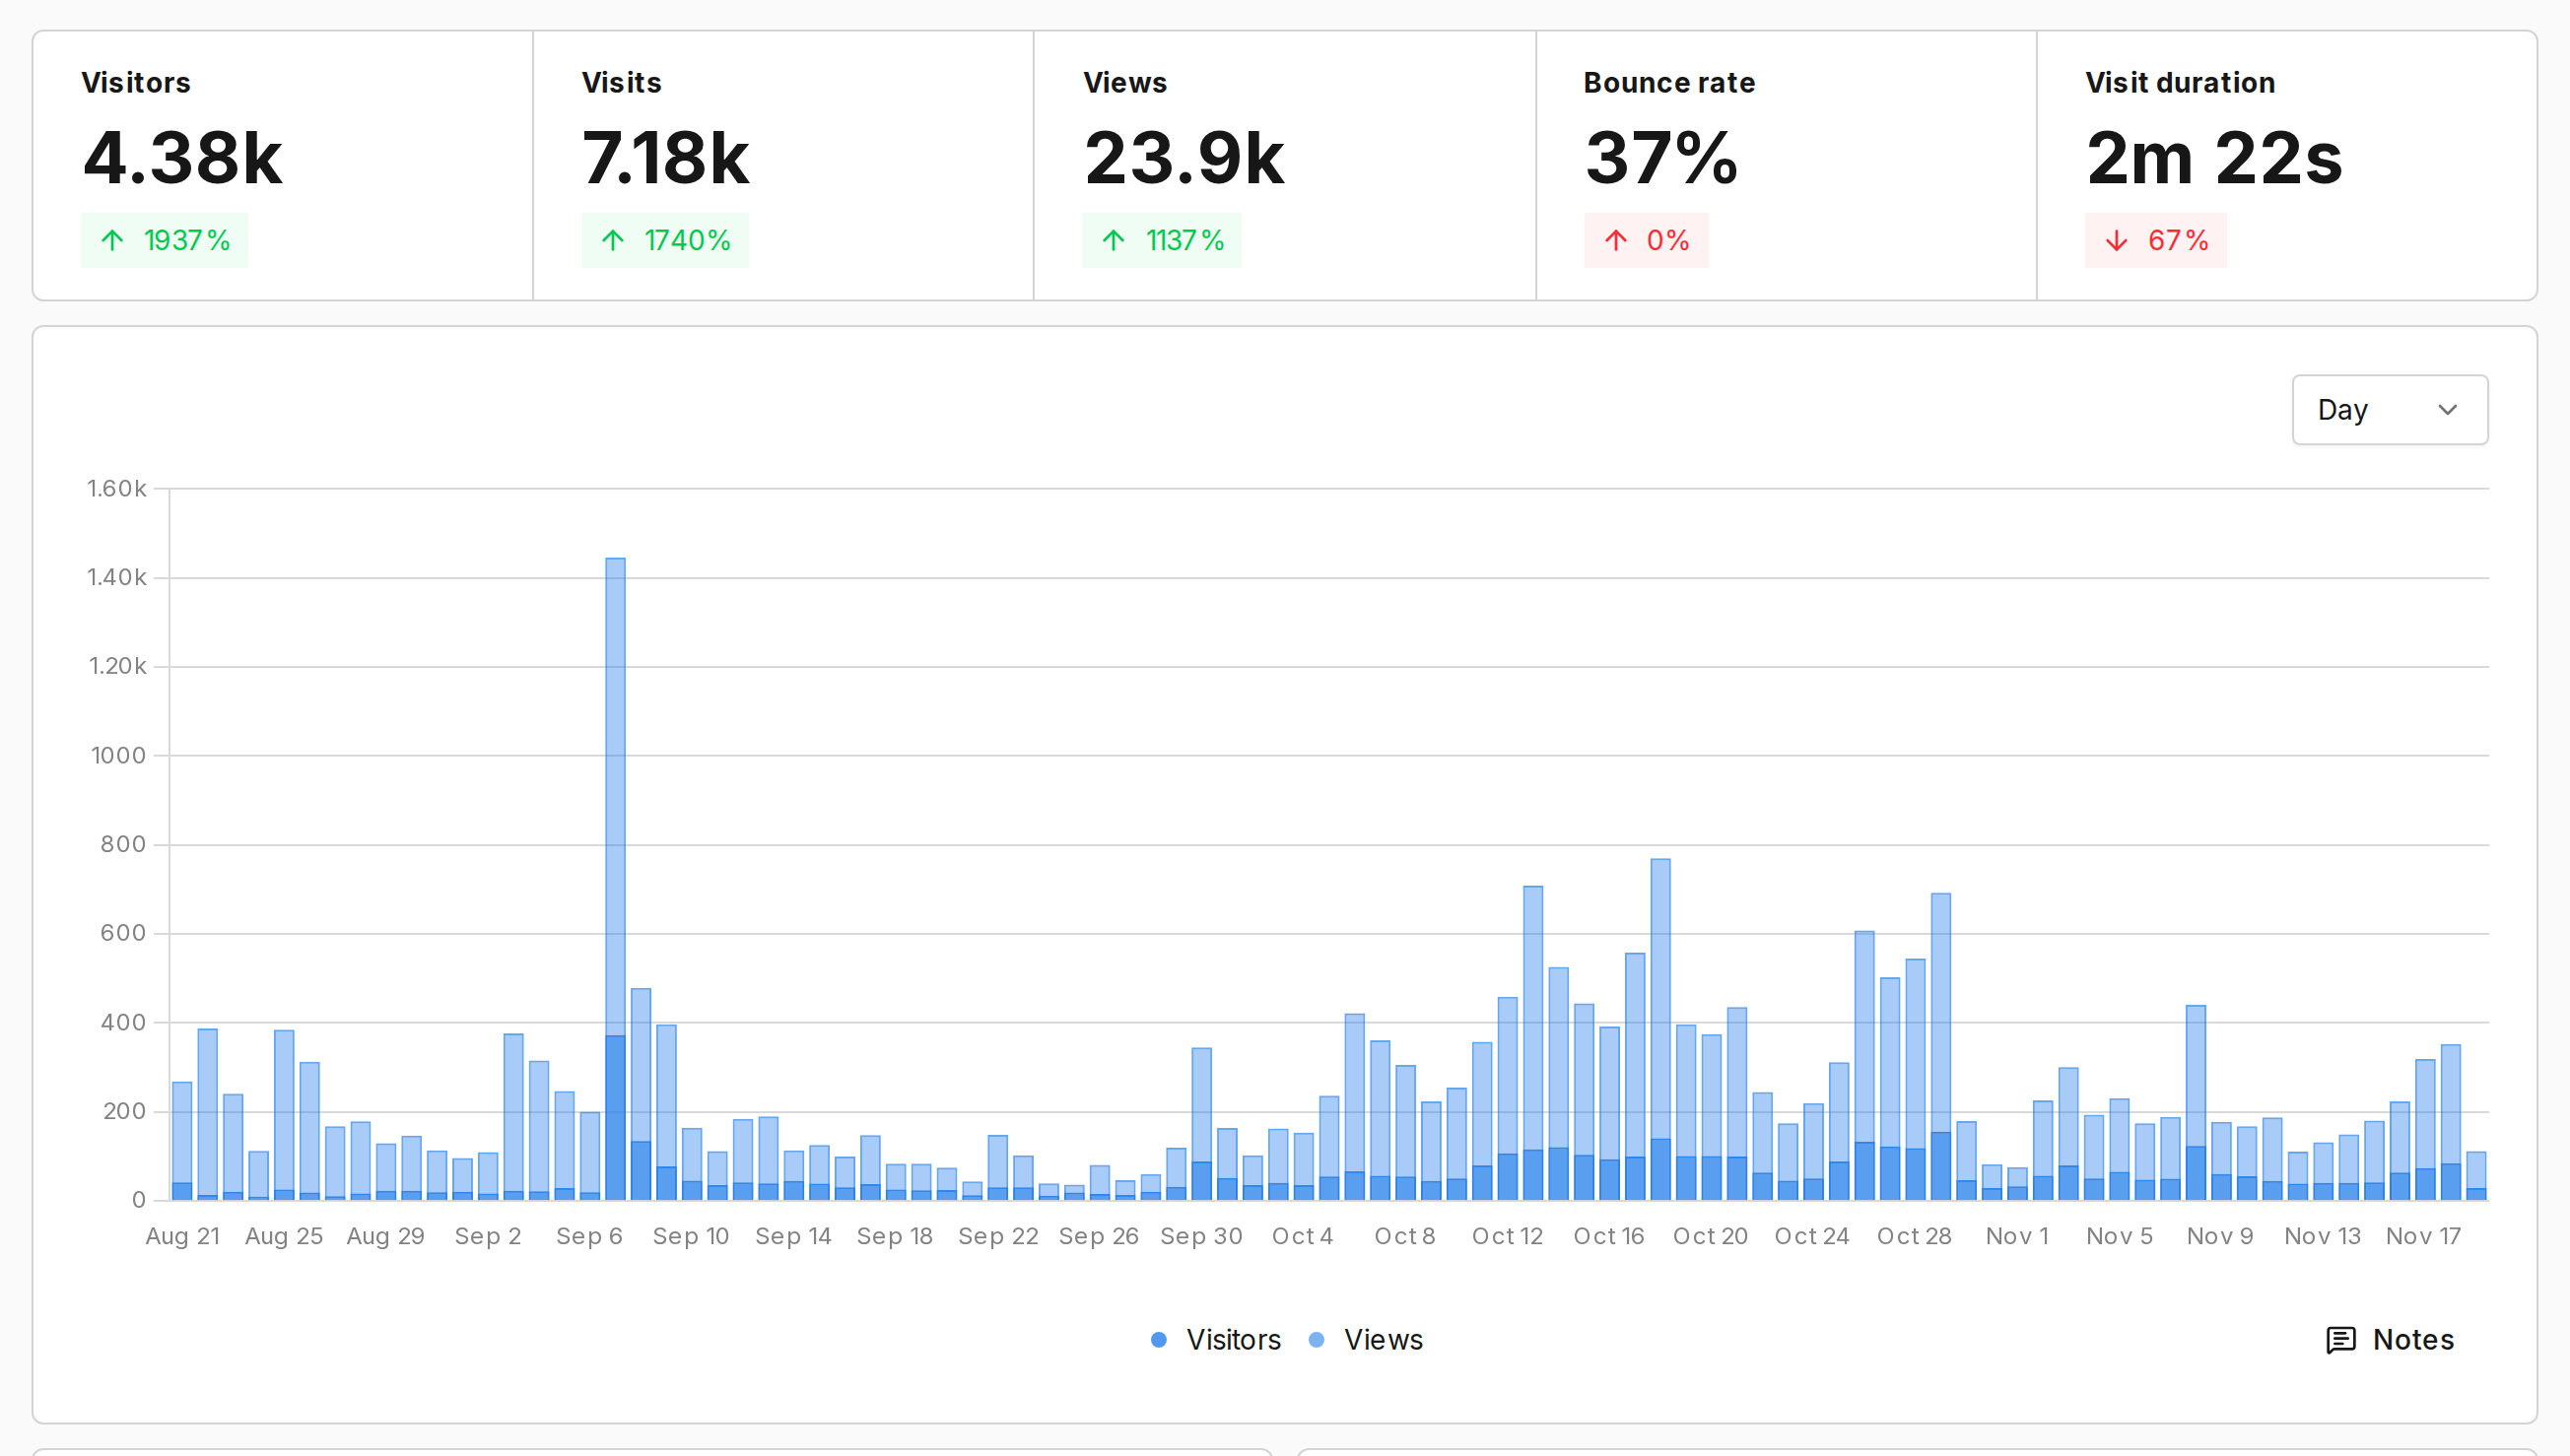 Visitors
4.38k
1937%
Visits
7.18k
1740%
Views
23.9k
1137%
Bounce rate
37%
0%
Visit duration
2m 22s
67%
Day
1.60k
1.40k
1.20k
1000
800
600
400
200
0
Aug 21 Aug 25 Aug 29 Sep 2 Sep 6 Sep 10 Sep 14 Sep 18 Sep 22 Sep 26 Sep 30 Oct 4 Oct 8 Oct 12 Oct 16 Oct 20 Oct 24 Oct 28 Nov 1 Nov 5 Nov 9 Nov 13 Nov 17
Visitors Views
Notes